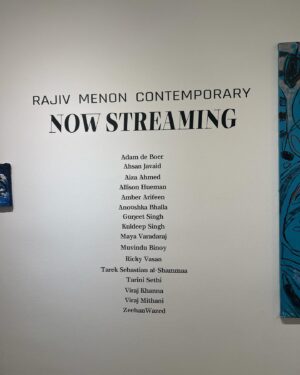 RAJIV MENON CONTEMPORARY
NOW STREAMING
Adam de Boer
Ahsan Javaid
Aiza Ahmed
Allison Hueman
Amber Arifeen
Anoushka Bhalla
Gurjeet Singh
Kuldeep Singh
Maya Varadaraj
Muvindu Binoy
Ricky Vasan
Tarek Sebastian al-Shammaa
Tarini Sethi
Viraj Khanna
Viraj Mithani
ZeehanWazed